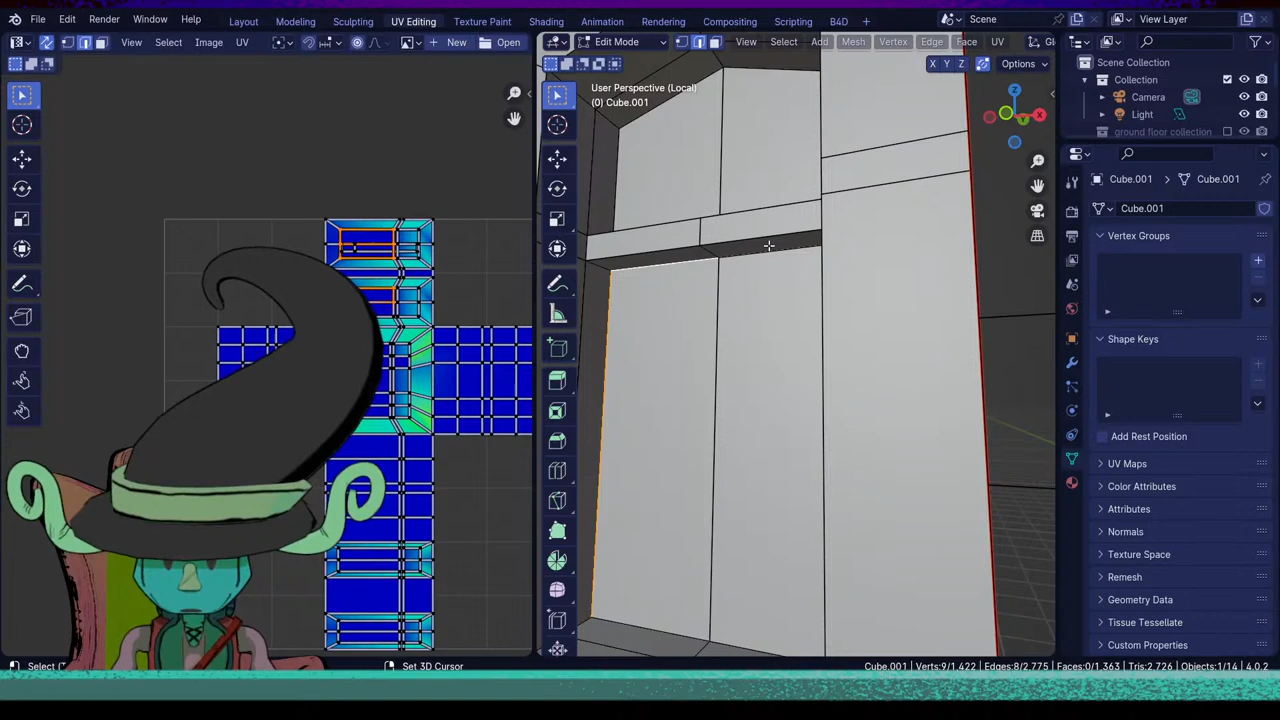 File Edit Render Window Help
Layout Modeling Sculpting UV Editing Texture Paint Shading Animation Rendering Compositing Scripting B4D +
Scene
View Layer
View Select Image UV
New Open
Edit Mode
View Select Add Mesh Vertex Edge Face UV
X Y Z Options
User Perspective (Local)
(0) Cube.001
Scene Collection
Collection
Camera
Light
ground floor collection
Cube.001 > Cube.001
Cube.001
Vertex Groups
Shape Keys
Add Rest Position
UV Maps
Color Attributes
Attributes
Normals
Texture Space
Remesh
Geometry Data
Texture Tessellate
Custom Properties
Set 3D Cursor
Cube.001 | Verts:9/1.422 | Edges:8/2.775 | Faces:0/1.363 | Tris:2.726 | Objects:1/14 | 4.0.2